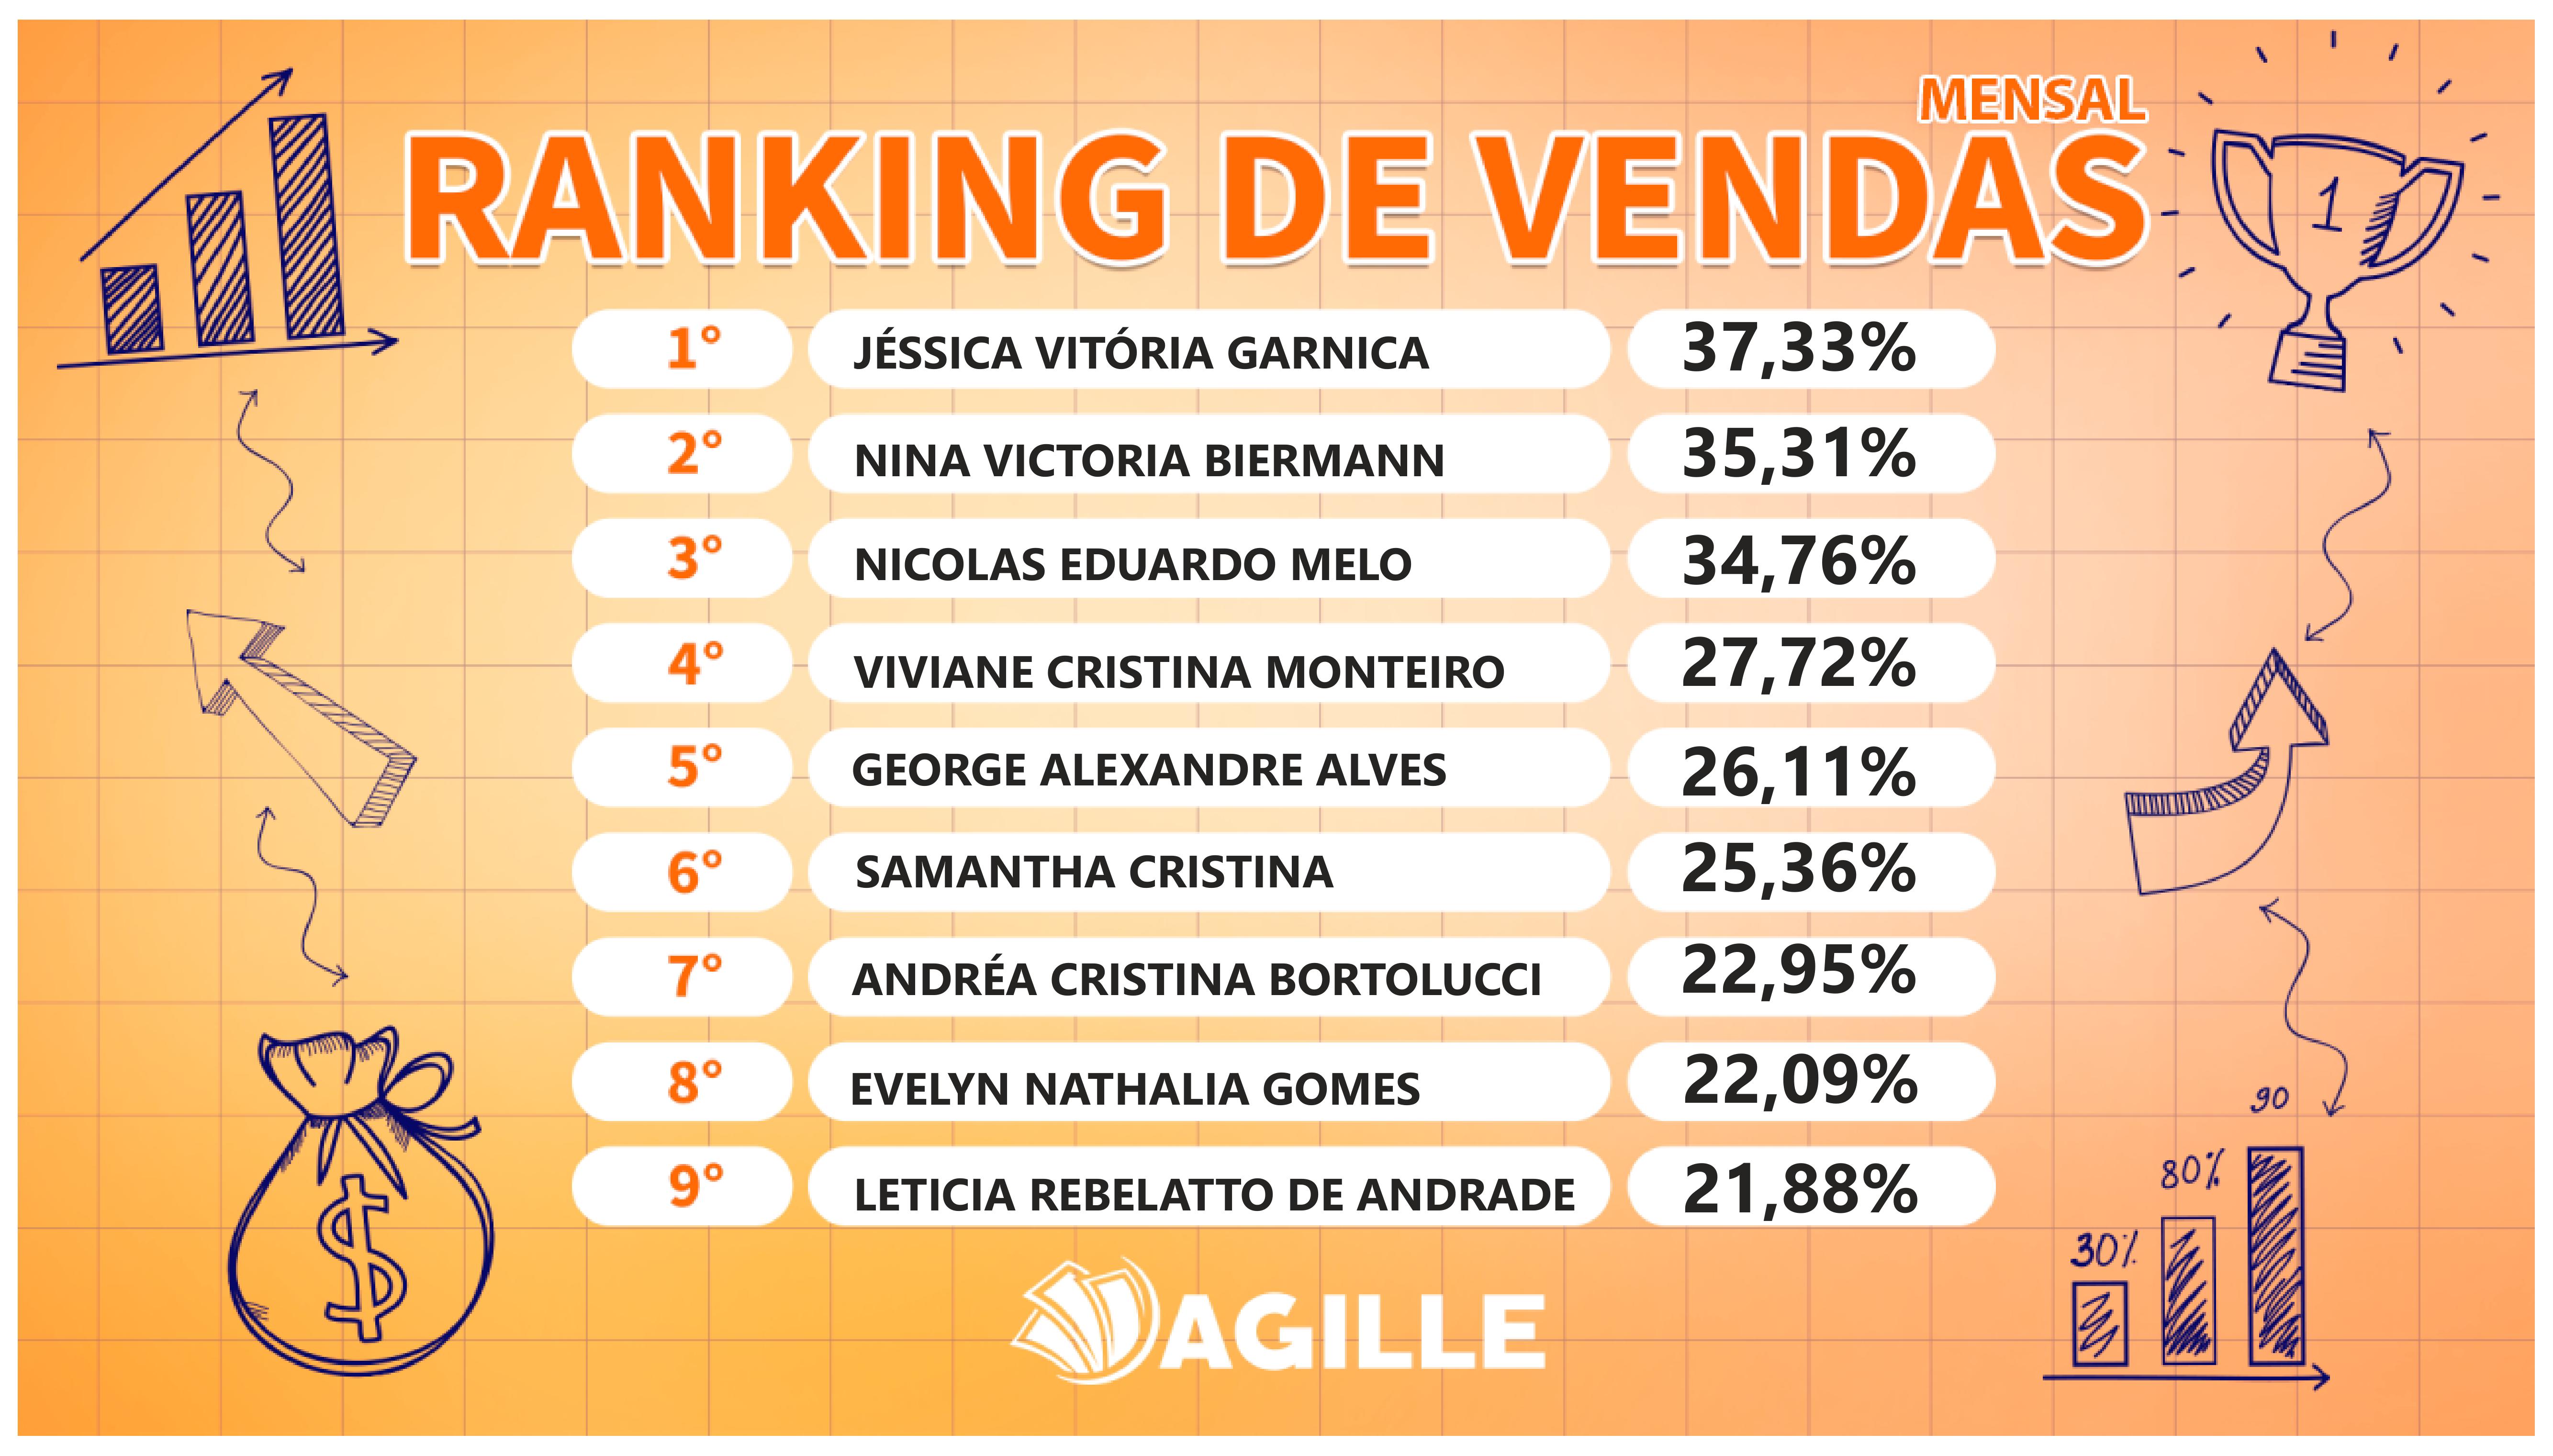 MENSAL
RANKING DE VENDAS
1
1° JÉSSICA VITÓRIA GARNICA 37,33%
2° NINA VICTORIA BIERMANN 35,31%
3° NICOLAS EDUARDO MELO 34,76%
4° VIVIANE CRISTINA MONTEIRO 27,72%
5° GEORGE ALEXANDRE ALVES 26,11%
6° SAMANTHA CRISTINA 25,36%
7° ANDRÉA CRISTINA BORTOLUCCI 22,95%
8° EVELYN NATHALIA GOMES 22,09%
9° LETICIA REBELATTO DE ANDRADE 21,88%
90
80%
30%
$
AGILLE